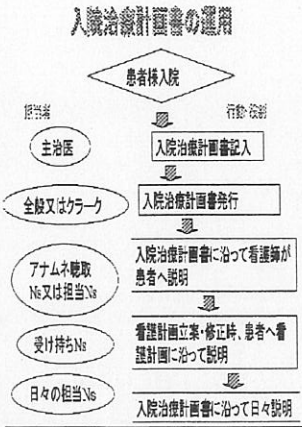 入院治療計画書の運用
患者様入院
担当者
行動・役割
主治医
入院治療計画書記入
全般又はクラーク
入院治療計画書発行
アナムネ聴取
Ns又は担当Ns
入院治療計画書に沿って看護師が
患者へ説明
受け持ちNs
看護計画立案・修正時、患者へ看
護計画に沿って説明
日々の担当Ns
入院治療計画書に沿って日々説明